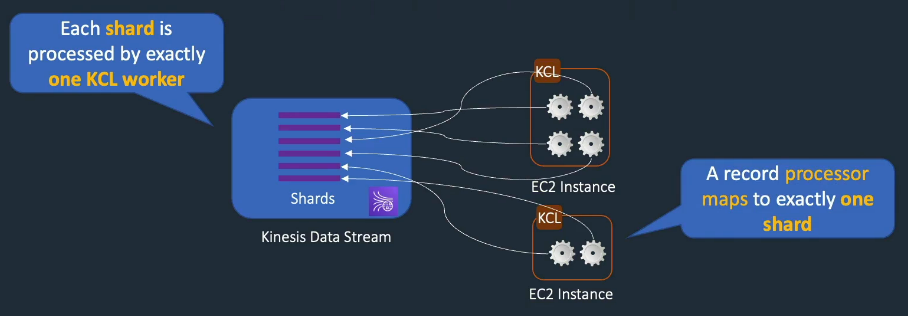 Each shard is
processed by exactly
one KCL worker
KCL
EC2 Instance
Shards
Kinesis Data Stream
A record processor
maps to exactly one
shard
KCL
EC2 Instance